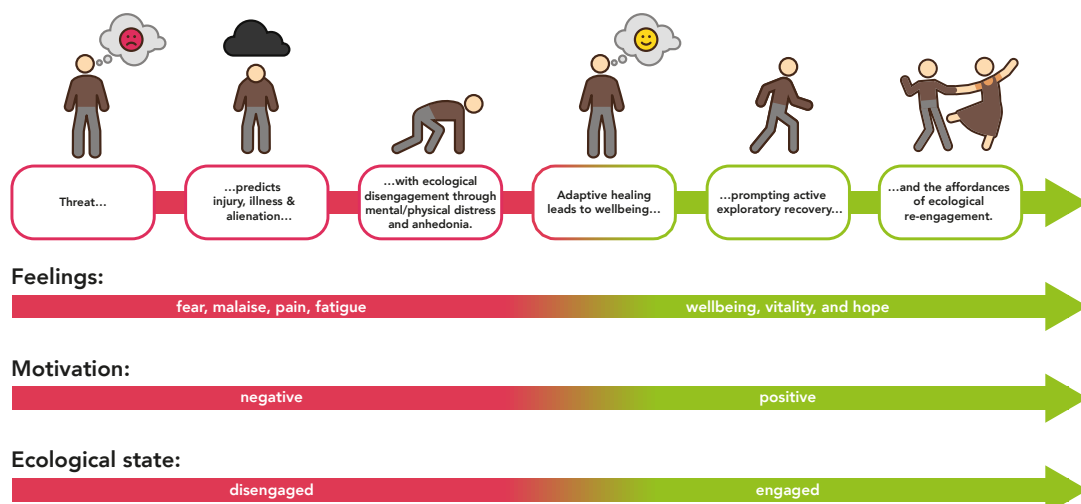 Threat…
…predicts
injury, illness &
alienation…
…with ecological
disengagement through
mental/physical distress
and anhedonia.
Adaptive healing
leads to wellbeing…
…prompting active
exploratory recovery…
…and the affordances
of ecological
re-engagement.
Feelings:
fear, malaise, pain, fatigue
wellbeing, vitality, and hope
Motivation:
negative
positive
Ecological state:
disengaged
engaged